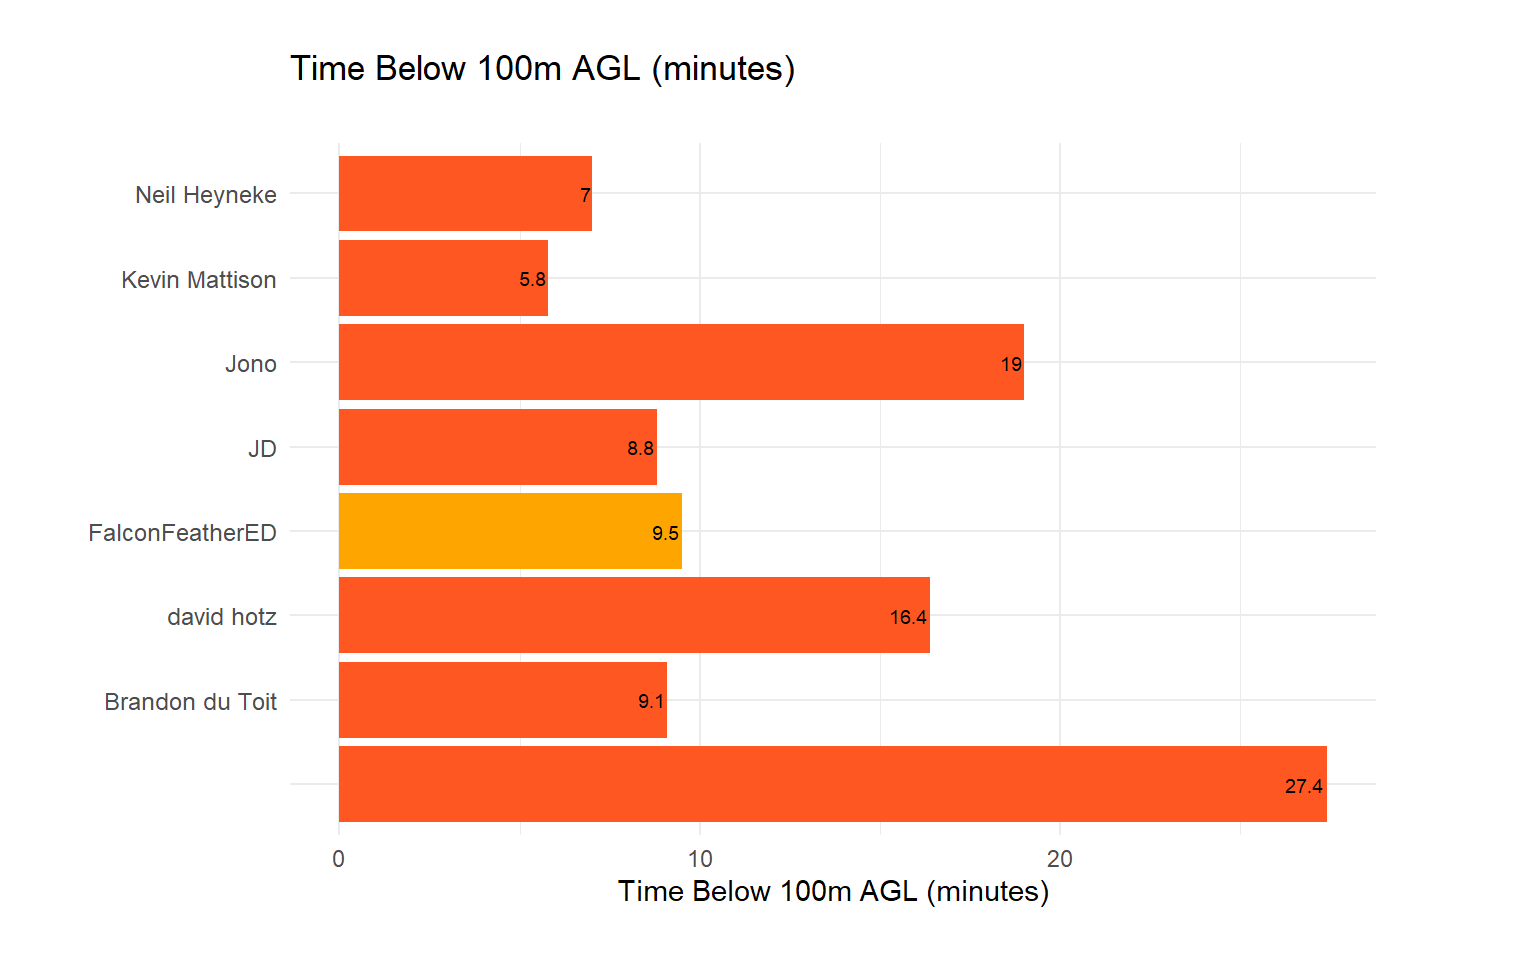 Time Below 100m AGL (minutes)
Neil Heyneke
7
Kevin Mattison
5.8
Jono
19
JD
8.8
FalconFeatherED
9.5
david hotz
16.4
Brandon du Toit
9.1
27.4
0 10 20
Time Below 100m AGL (minutes)